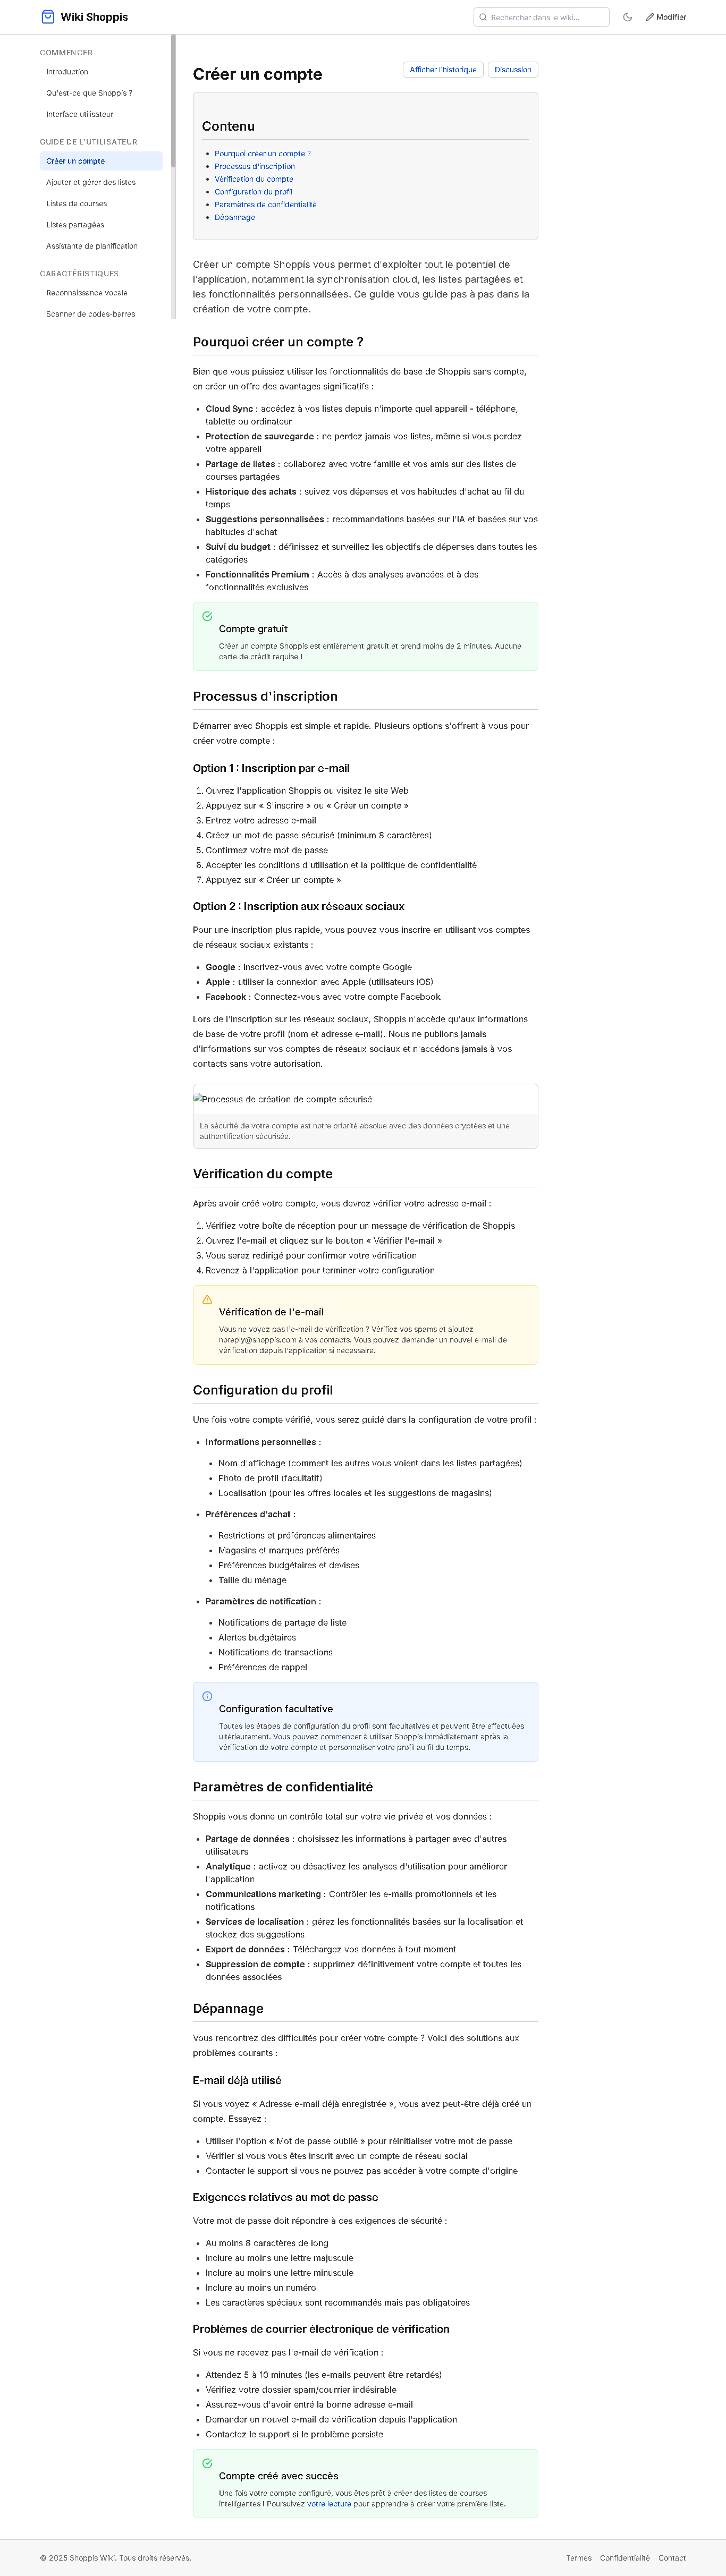 Wiki Shoppis
Rechercher dans le wiki...
Modifier
COMMENCER
Introduction
Qu'est-ce que Shoppis ?
Interface utilisateur
GUIDE DE L'UTILISATEUR
Créer un compte
Ajouter et gérer des listes
Listes de courses
Listes partagées
Assistante de planification
CARACTÉRISTIQUES
Reconnaissance vocale
Scanner de codes-barres
Créer un compte
Afficher l'historique
Discussion
Contenu
Pourquoi créer un compte ?
Processus d'inscription
Vérification du compte
Configuration du profil
Paramètres de confidentialité
Dépannage
Créer un compte Shoppis vous permet d'exploiter tout le potentiel de
l'application, notamment la synchronisation cloud, les listes partagées et
les fonctionnalités personnalisées. Ce guide vous guide pas à pas dans la
création de votre compte.
Pourquoi créer un compte ?
Bien que vous puissiez utiliser les fonctionnalités de base de Shoppis sans compte,
en créer un offre des avantages significatifs :
Cloud Sync : accédez à vos listes depuis n'importe quel appareil - téléphone,
tablette ou ordinateur
Protection de sauvegarde : ne perdez jamais vos listes, même si vous perdez
votre appareil
Partage de listes : collaborez avec votre famille et vos amis sur des listes de
courses partagées
Historique des achats : suivez vos dépenses et vos habitudes d'achat au fil du
temps
Suggestions personnalisées : recommandations basées sur l'IA et basées sur vos
habitudes d'achat
Suivi du budget : définissez et surveillez les objectifs de dépenses dans toutes les
catégories
Fonctionnalités Premium : Accès à des analyses avancées et à des
fonctionnalités exclusives
Compte gratuit
Créer un compte Shoppis est entièrement gratuit et prend moins de 2 minutes. Aucune
carte de crédit requise !
Processus d'inscription
Démarrer avec Shoppis est simple et rapide. Plusieurs options s'offrent à vous pour
créer votre compte :
Option 1 : Inscription par e-mail
1. Ouvrez l'application Shoppis ou visitez le site Web
2. Appuyez sur « S'inscrire » ou « Créer un compte »
3. Entrez votre adresse e-mail
4. Créez un mot de passe sécurisé (minimum 8 caractères)
5. Confirmez votre mot de passe
6. Accepter les conditions d'utilisation et la politique de confidentialité
7. Appuyez sur « Créer un compte »
Option 2 : Inscription aux réseaux sociaux
Pour une inscription plus rapide, vous pouvez vous inscrire en utilisant vos comptes
de réseaux sociaux existants :
Google : Inscrivez-vous avec votre compte Google
Apple : utiliser la connexion avec Apple (utilisateurs iOS)
Facebook : Connectez-vous avec votre compte Facebook
Lors de l'inscription sur les réseaux sociaux, Shoppis n'accède qu'aux informations
de base de votre profil (nom et adresse e-mail). Nous ne publions jamais
d'informations sur vos comptes de réseaux sociaux et n'accédons jamais à vos
contacts sans votre autorisation.
Processus de création de compte sécurisé
La sécurité de votre compte est notre priorité absolue avec des données cryptées et une
authentification sécurisée.
Vérification du compte
Après avoir créé votre compte, vous devrez vérifier votre adresse e-mail :
1. Vérifiez votre boîte de réception pour un message de vérification de Shoppis
2. Ouvrez l'e-mail et cliquez sur le bouton « Vérifier l'e-mail »
3. Vous serez redirigé pour confirmer votre vérification
4. Revenez à l'application pour terminer votre configuration
Vérification de l'e-mail
Vous ne voyez pas l'e-mail de vérification ? Vérifiez vos spams et ajoutez
noreply@shoppis.com à vos contacts. Vous pouvez demander un nouvel e-mail de
vérification depuis l'application si nécessaire.
Configuration du profil
Une fois votre compte vérifié, vous serez guidé dans la configuration de votre profil :
Informations personnelles :
Nom d'affichage (comment les autres vous voient dans les listes partagées)
Photo de profil (facultatif)
Localisation (pour les offres locales et les suggestions de magasins)
Préférences d'achat :
Restrictions et préférences alimentaires
Magasins et marques préférés
Préférences budgétaires et devises
Taille du ménage
Paramètres de notification :
Notifications de partage de liste
Alertes budgétaires
Notifications de transactions
Préférences de rappel
Configuration facultative
Toutes les étapes de configuration du profil sont facultatives et peuvent être effectuées
ultérieurement. Vous pouvez commencer à utiliser Shoppis immédiatement après la
vérification de votre compte et personnaliser votre profil au fil du temps.
Paramètres de confidentialité
Shoppis vous donne un contrôle total sur votre vie privée et vos données :
Partage de données : choisissez les informations à partager avec d'autres
utilisateurs
Analytique : activez ou désactivez les analyses d'utilisation pour améliorer
l'application
Communications marketing : Contrôler les e-mails promotionnels et les
notifications
Services de localisation : gérez les fonctionnalités basées sur la localisation et
stockez des suggestions
Export de données : Téléchargez vos données à tout moment
Suppression de compte : supprimez définitivement votre compte et toutes les
données associées
Dépannage
Vous rencontrez des difficultés pour créer votre compte ? Voici des solutions aux
problèmes courants :
E-mail déjà utilisé
Si vous voyez « Adresse e-mail déjà enregistrée », vous avez peut-être déjà créé un
compte. Essayez :
Utiliser l'option « Mot de passe oublié » pour réinitialiser votre mot de passe
Vérifier si vous vous êtes inscrit avec un compte de réseau social
Contacter le support si vous ne pouvez pas accéder à votre compte d'origine
Exigences relatives au mot de passe
Votre mot de passe doit répondre à ces exigences de sécurité :
Au moins 8 caractères de long
Inclure au moins une lettre majuscule
Inclure au moins une lettre minuscule
Inclure au moins un numéro
Les caractères spéciaux sont recommandés mais pas obligatoires
Problèmes de courrier électronique de vérification
Si vous ne recevez pas l'e-mail de vérification :
Attendez 5 à 10 minutes (les e-mails peuvent être retardés)
Vérifiez votre dossier spam/courrier indésirable
Assurez-vous d'avoir entré la bonne adresse e-mail
Demander un nouvel e-mail de vérification depuis l'application
Contactez le support si le problème persiste
Compte créé avec succès
Une fois votre compte configuré, vous êtes prêt à créer des listes de courses
intelligentes ! Poursuivez votre lecture pour apprendre à créer votre première liste.
© 2025 Shoppis Wiki. Tous droits réservés.
Termes
Confidentialité
Contact